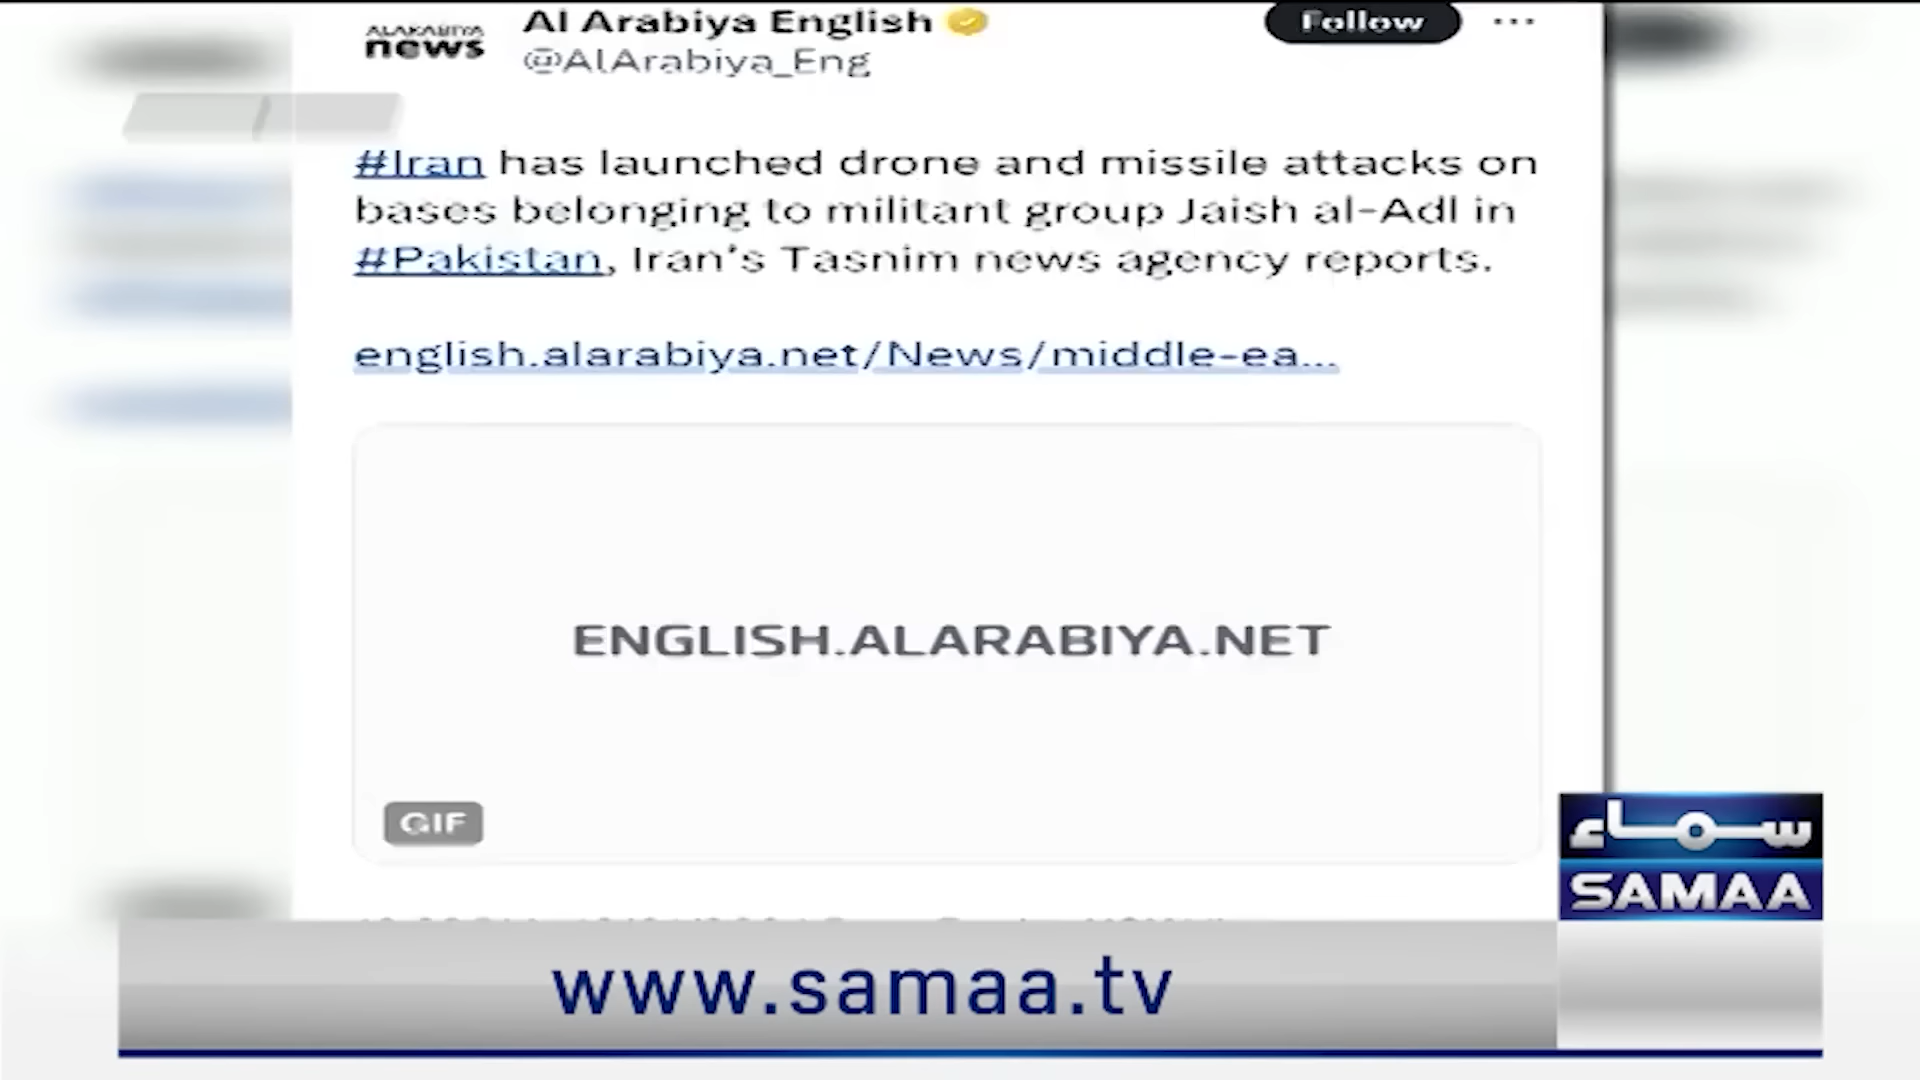 ALARABIYA
news
Al Arabiya English
@AlArabiya_Eng
Follow
#Iran has launched drone and missile attacks on
bases belonging to militant group Jaish al-Adl in
#Pakistan, Iran's Tasnim news agency reports.
english.alarabiya.net/News/middle-ea...
ENGLISH.ALARABIYA.NET
GIF
سماء
SAMAA
www.samaa.tv